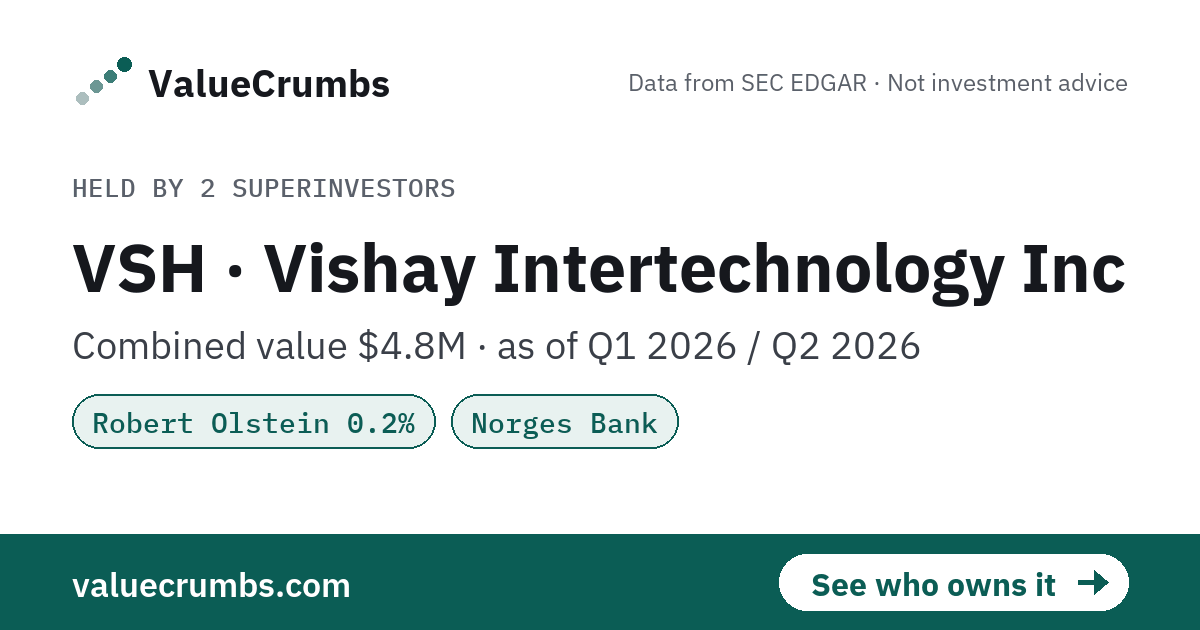 ValueCrumbs
Data from SEC EDGAR · Not investment advice
HELD BY 2 SUPERINVESTORS
VSH · Vishay Intertechnology Inc
Combined value $4.8M · as of Q1 2026 / Q2 2026
Robert Olstein 0.2%
Norges Bank
valuecrumbs.com
See who owns it →